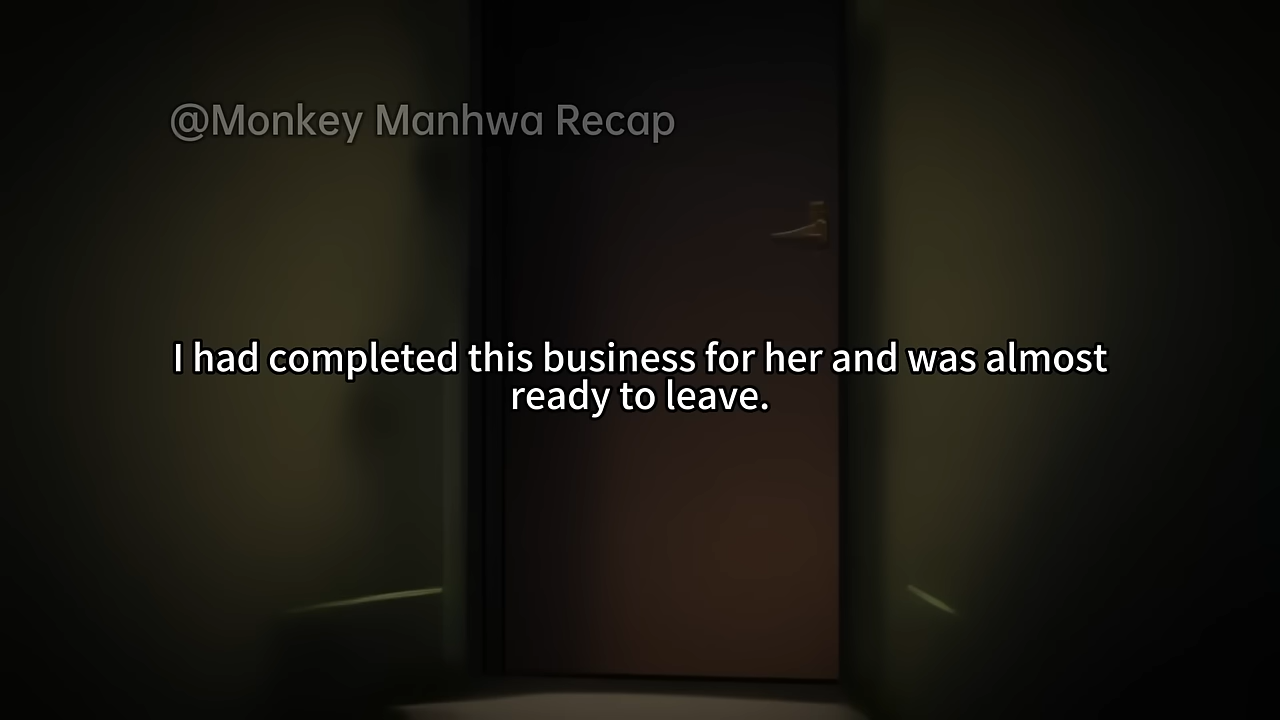 @Monkey Manhwa Recap
I had completed this business for her and was almost
ready to leave.